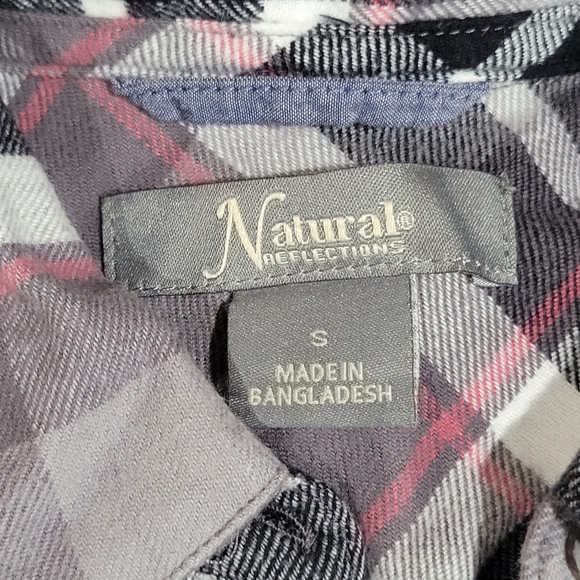 Natural®
REFLECTIONS
S
MADE IN
BANGLADESH